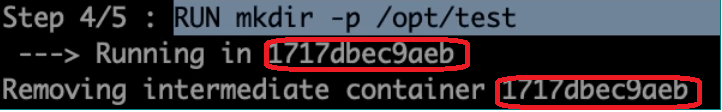 Step 4/5 : RUN mkdir -p /opt/test
---> Running in 1717dbec9aeb
Removing intermediate container 1717dbec9aeb